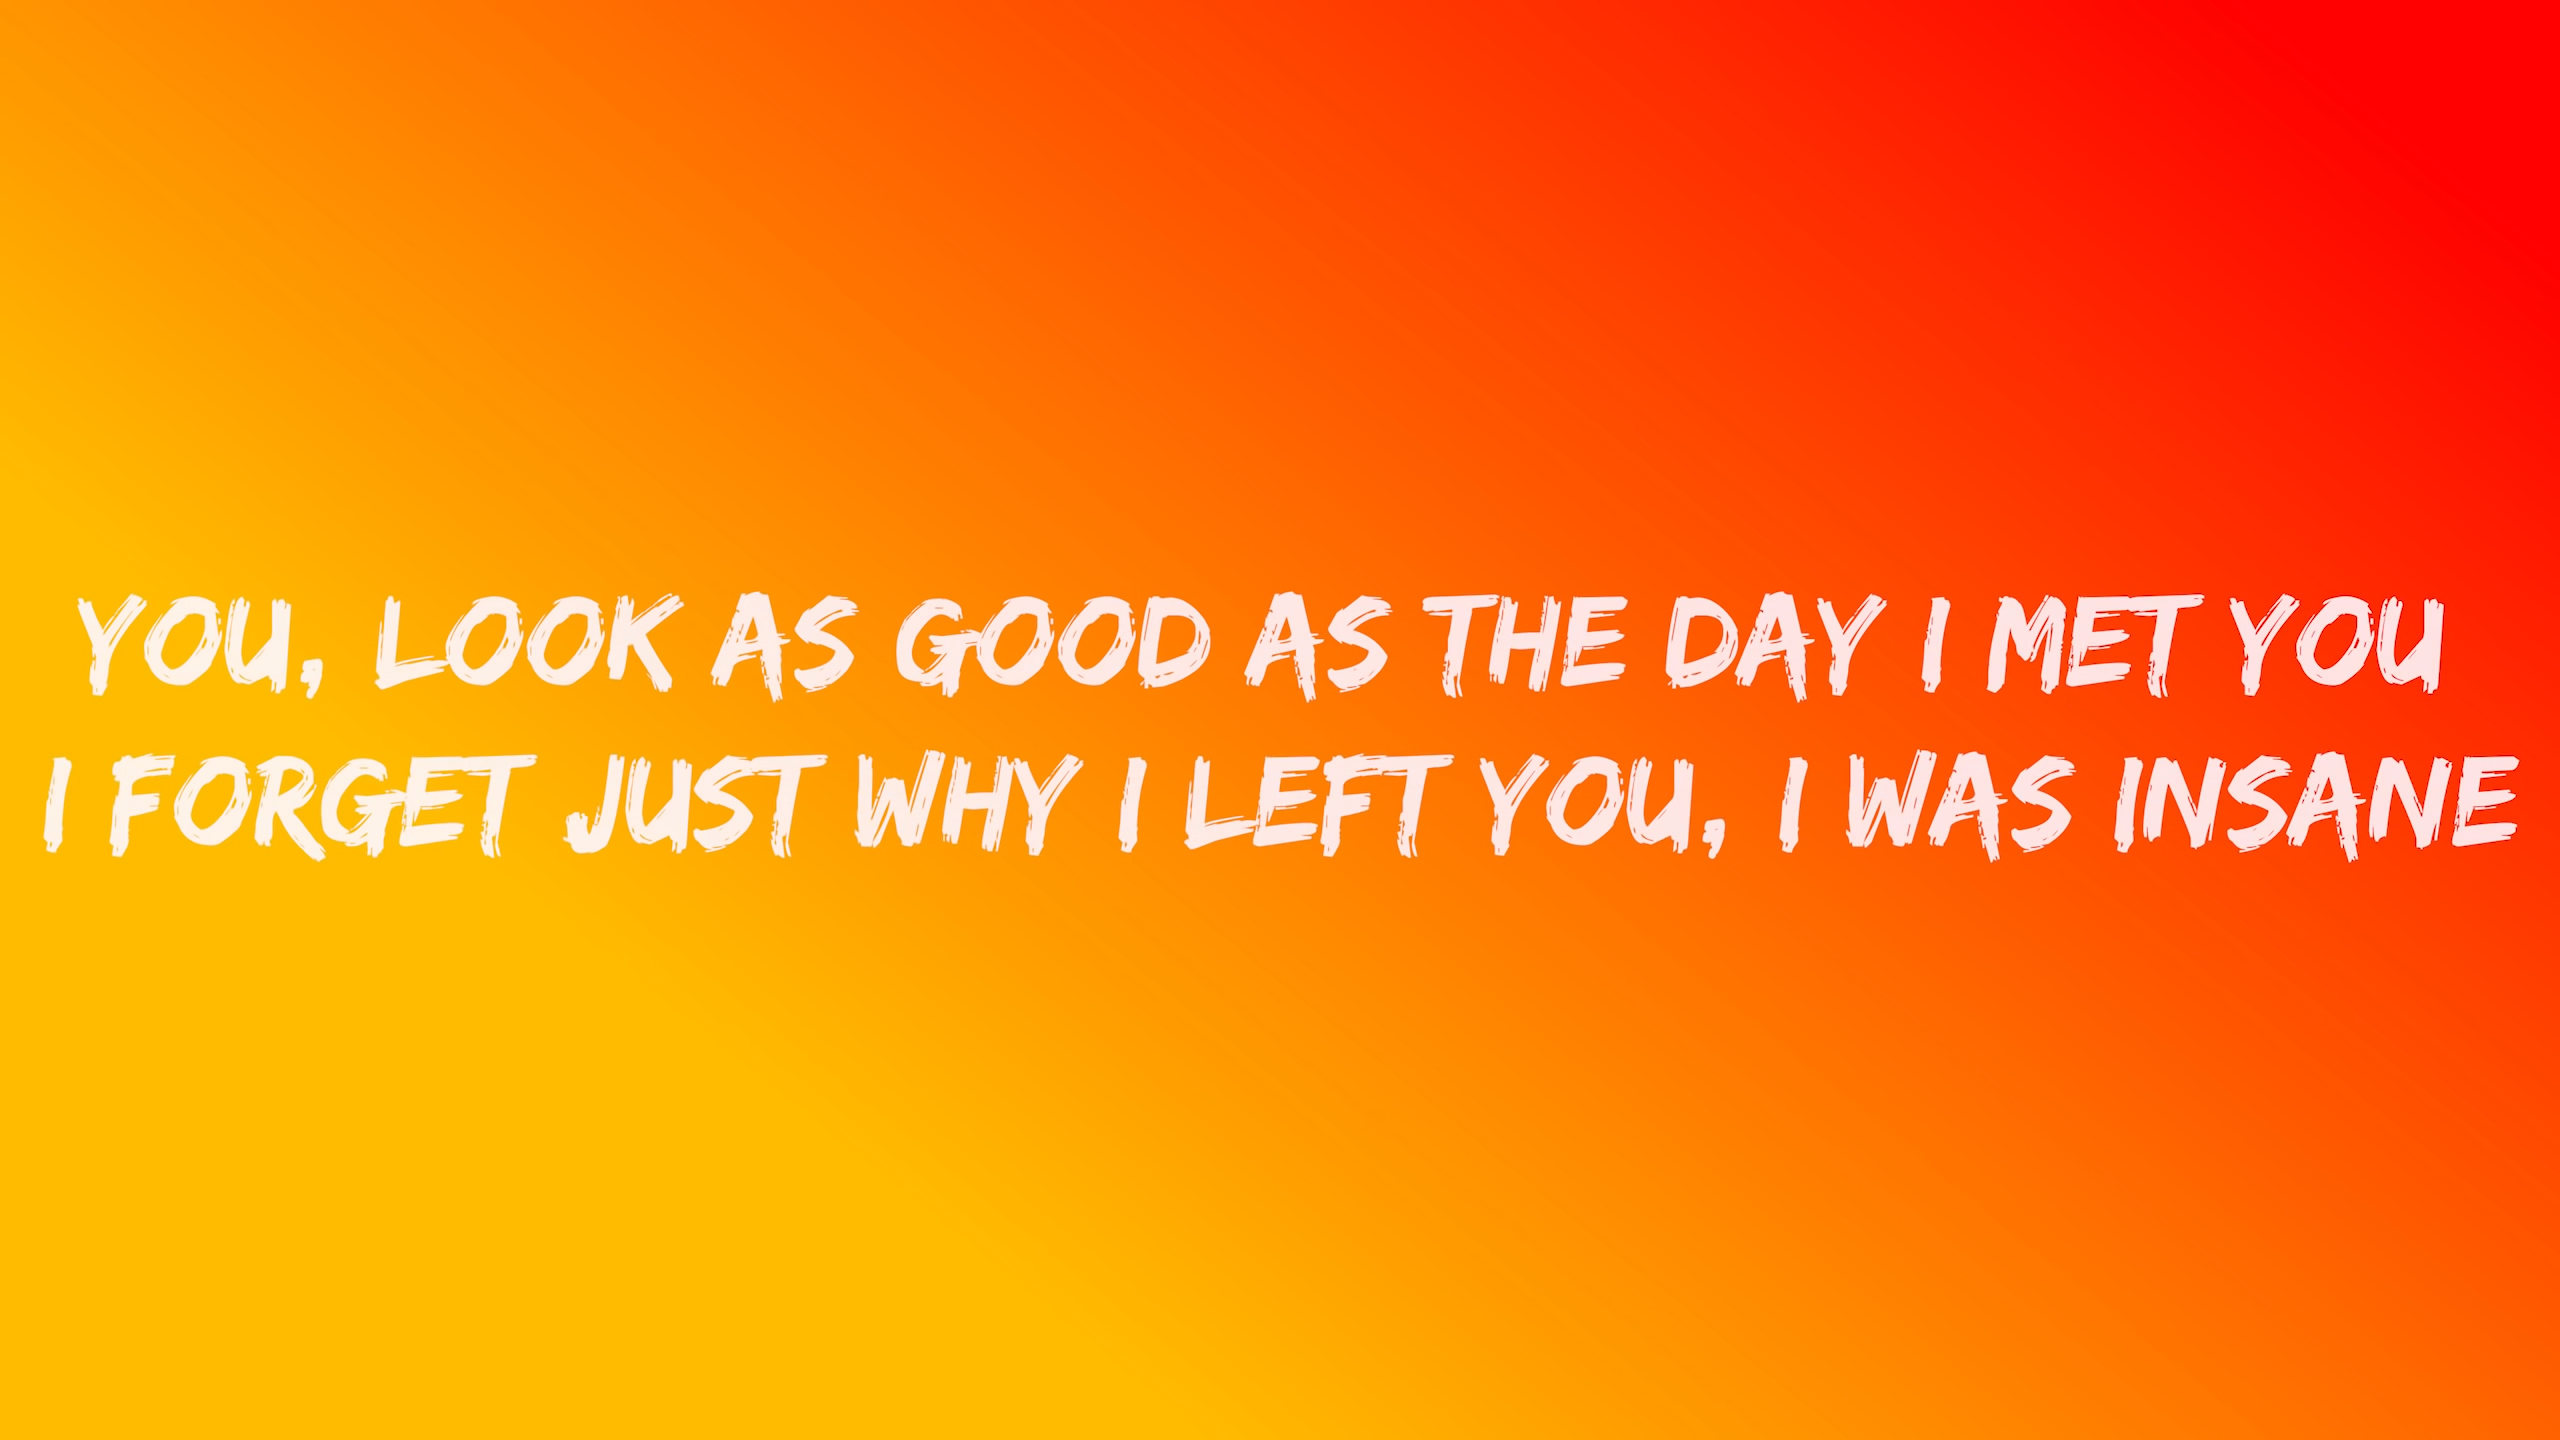 YOU, LOOK AS GOOD AS THE DAY I MET YOU
I FORGET JUST WHY I LEFT YOU, I WAS INSANE